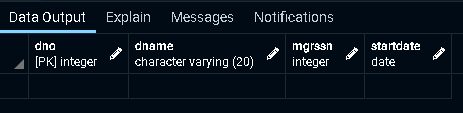 Data Output Explain Messages Notifications
dno dname mgrssn startdate
[PK] integer character varying (20) integer date